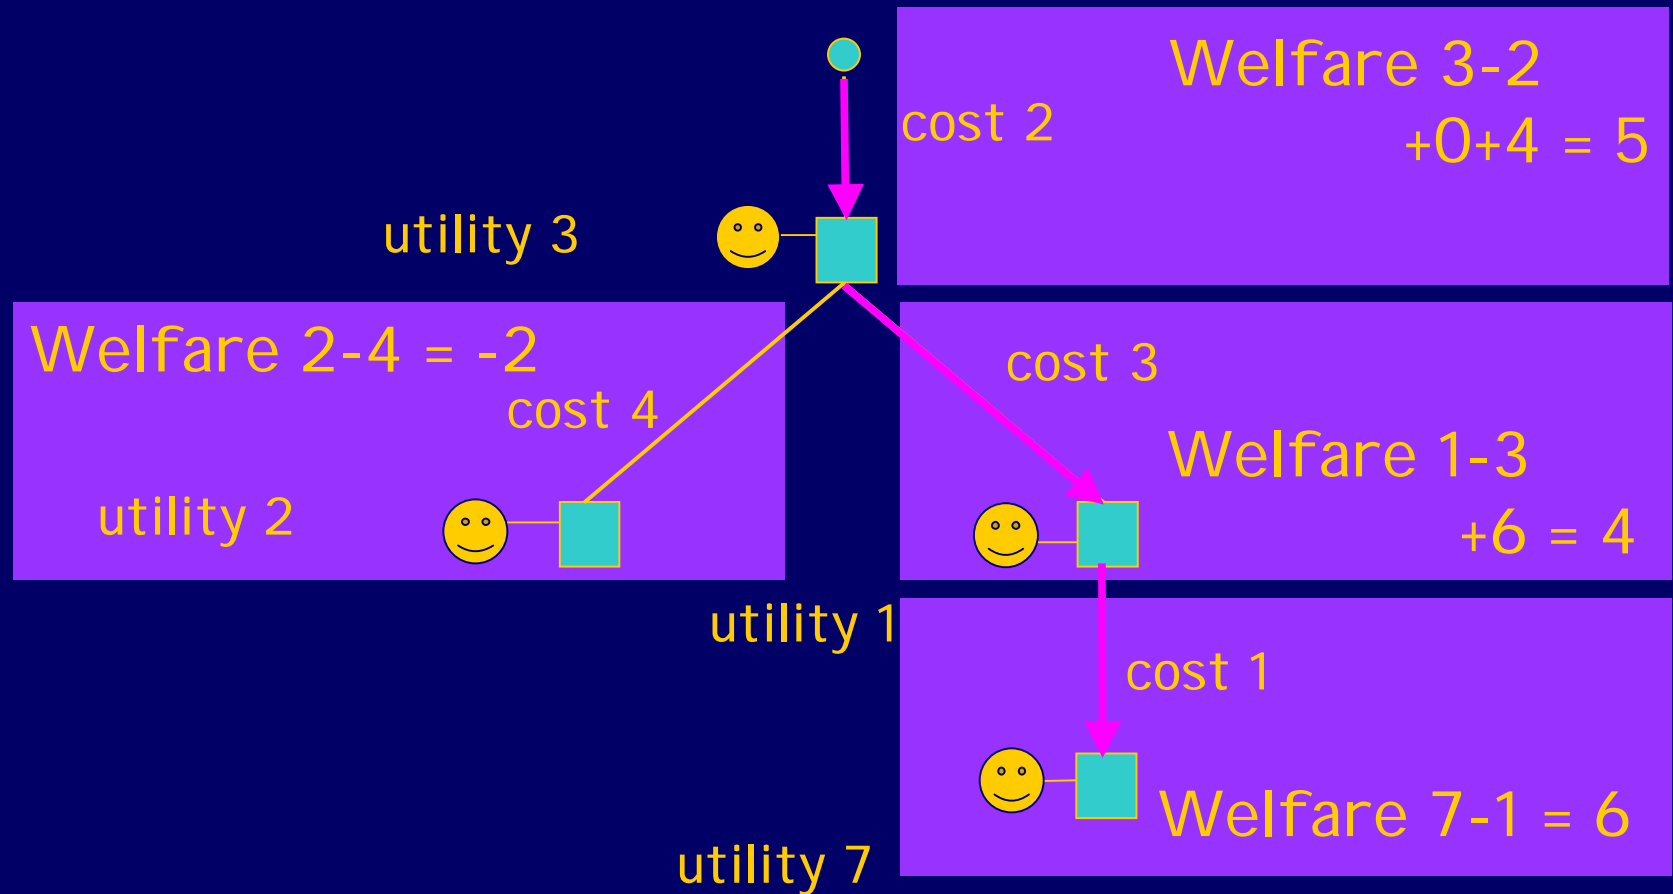 Welfare 3-2
cost 2
+0+4 = 5
utility 3
Welfare 2-4 = -2
cost 3
cost 4
Welfare 1-3
utility 2
+6 = 4
utility 1
cost 1
Welfare 7-1 = 6
utility 7